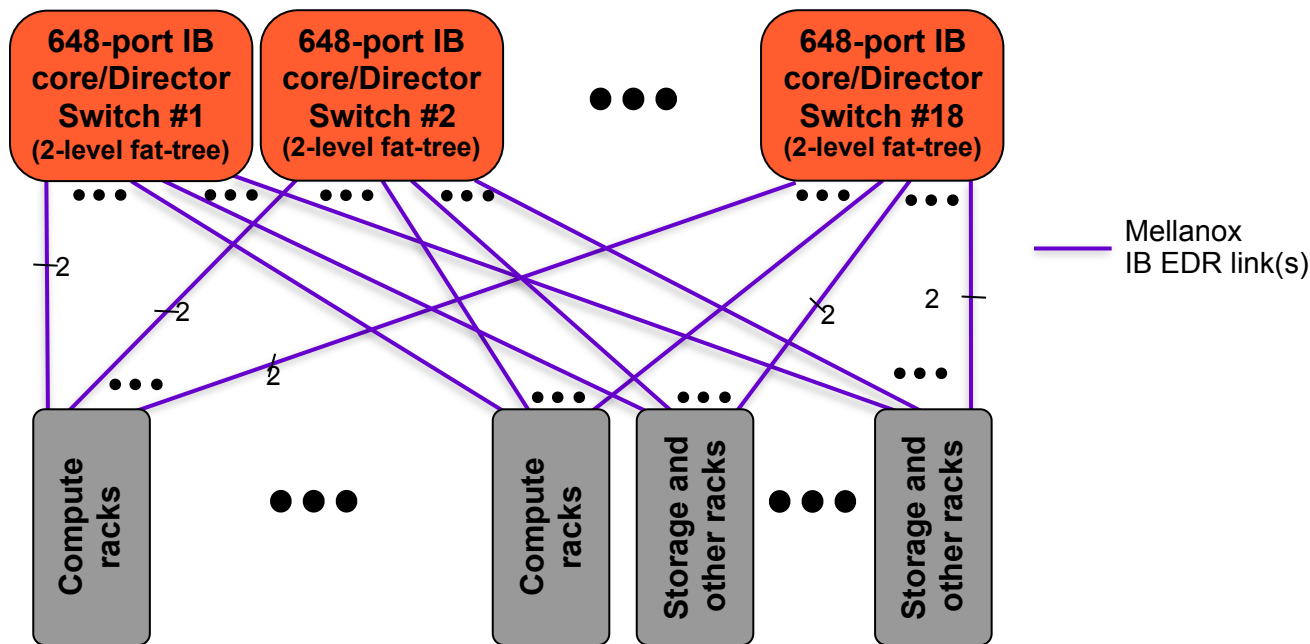 648-port IB
core/Director
Switch #1
(2-level fat-tree)
648-port IB
core/Director
Switch #2
(2-level fat-tree)
648-port IB
core/Director
Switch #18
(2-level fat-tree)
Mellanox
IB EDR link(s)
2
2
2
2
2
Compute
racks
Compute
racks
Storage and
other racks
Storage and
other racks